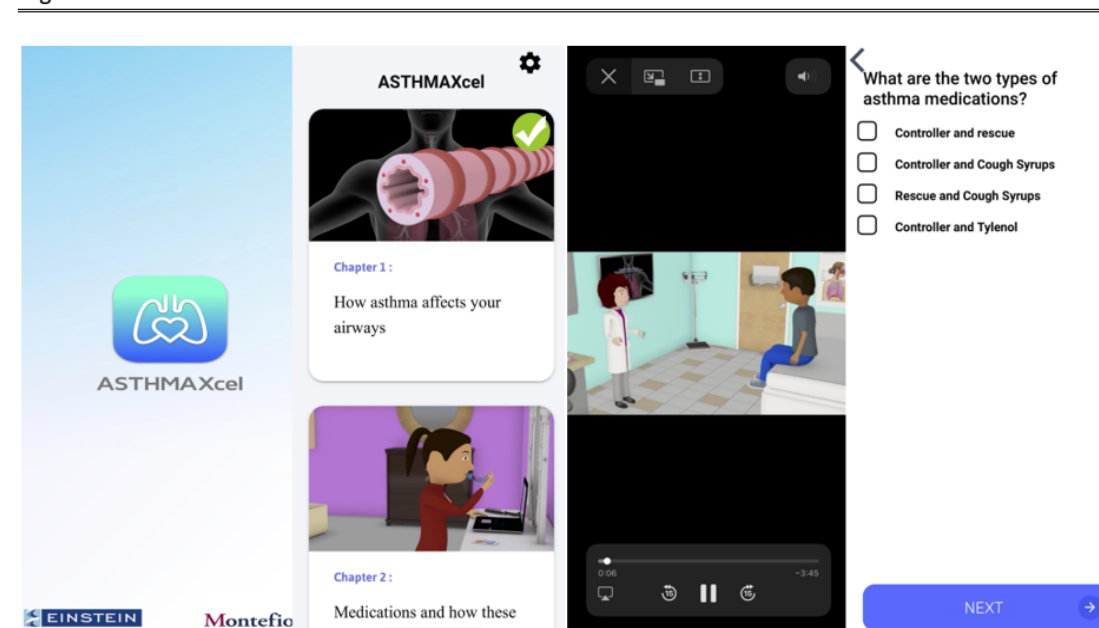 ASTHMAXcel
EINSTEIN
Montefio
ASTHMAXcel
Chapter 1 :
How asthma affects your
airways
Chapter 2 :
Medications and how these
0:06
-3:45
15
15
What are the two types of
asthma medications?
Controller and rescue
Controller and Cough Syrups
Rescue and Cough Syrups
Controller and Tylenol
NEXT